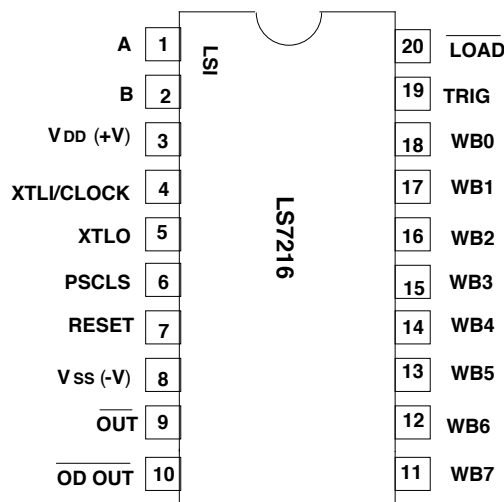 A 1
B 2
VDD (+V) 3
XTLI/CLOCK 4
XTLO 5
PSCLS 6
RESET 7
VSS (-V) 8
OUT 9
OD OUT 10
LSI
LS7216
20 LOAD
19 TRIG
18 WB0
17 WB1
16 WB2
15 WB3
14 WB4
13 WB5
12 WB6
11 WB7